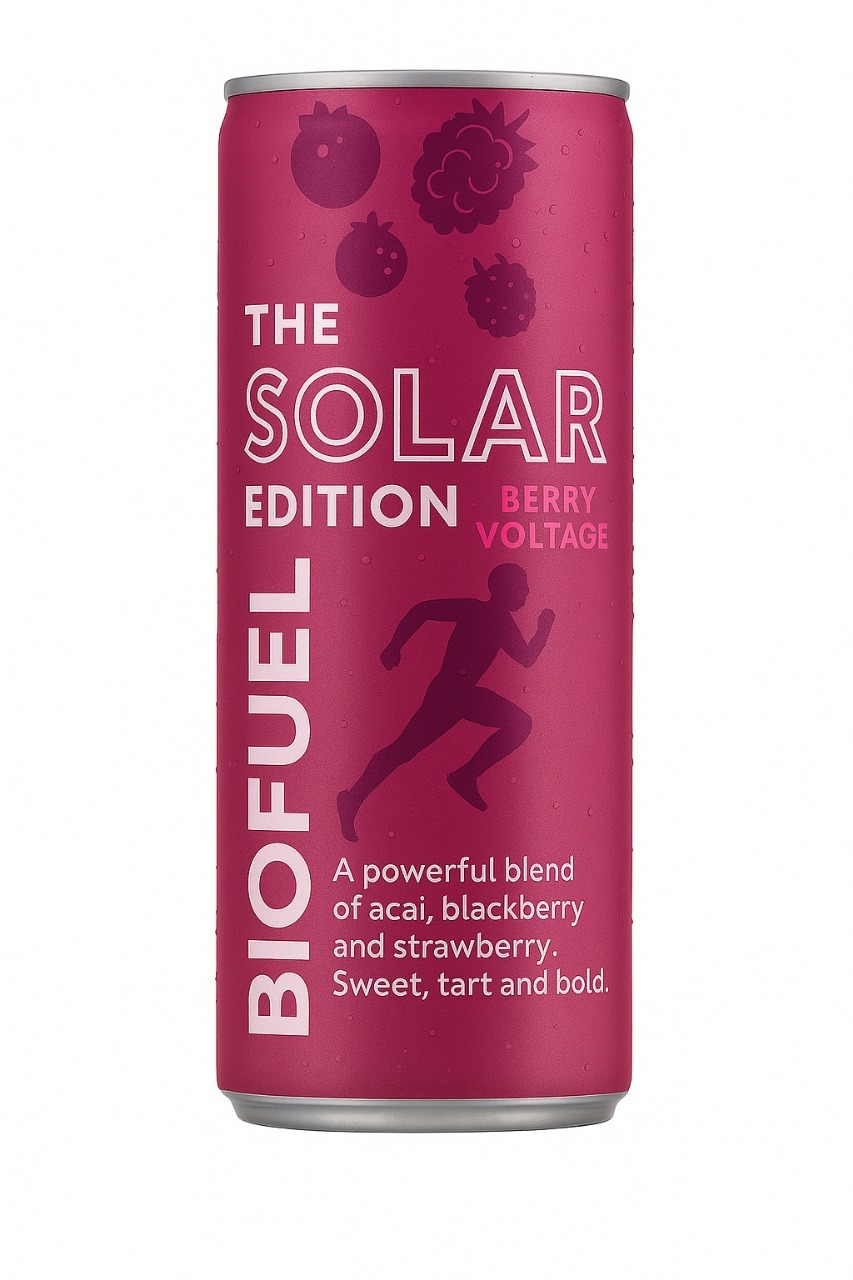 THE
SOLAR
EDITION
BERRY
VOLTAGE
BIOFUEL
A powerful blend
of acai, blackberry
and strawberry.
Sweet, tart and bold.